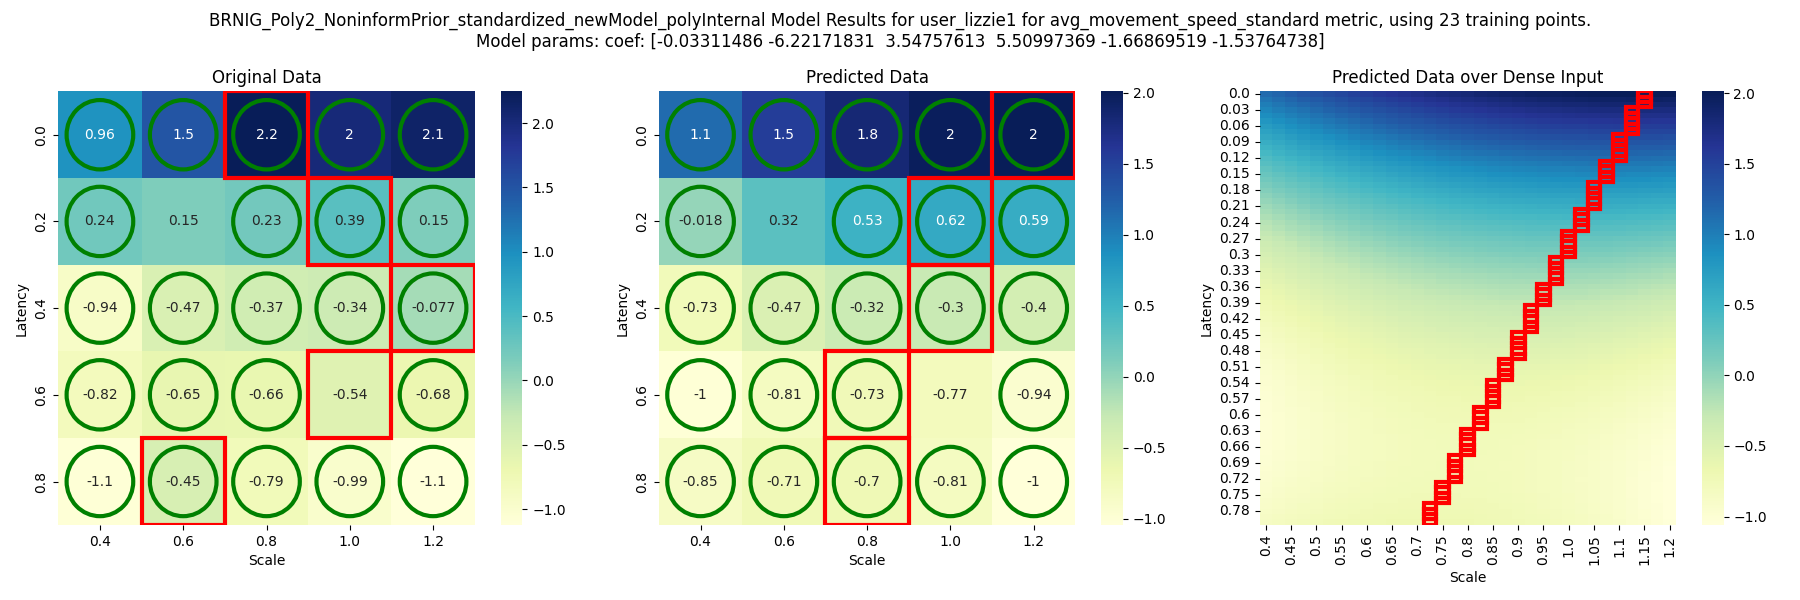 BRNIG_Poly2_NoninformPrior_standardized_newModel_polyInternal Model Results for user_lizzie1 for avg_movement_speed_standard metric, using 23 training points.
Model params: coef: [-0.03311486 -6.22171831  3.54757613  5.50997369 -1.66869519 -1.53764738]
Original Data
0.0 0.96 1.5 2.2 2 2.1
0.2 0.24 0.15 0.23 0.39 0.15
0.4 -0.94 -0.47 -0.37 -0.34 -0.077
0.6 -0.82 -0.65 -0.66 -0.54 -0.68
0.8 -1.1 -0.45 -0.79 -0.99 -1.1
Latency
0.4 0.6 0.8 1.0 1.2
Scale
2.0
1.5
1.0
0.5
0.0
−0.5
−1.0
Predicted Data
0.0 1.1 1.5 1.8 2 2
0.2 -0.018 0.32 0.53 0.62 0.59
0.4 -0.73 -0.47 -0.32 -0.3 -0.4
0.6 -1 -0.81 -0.73 -0.77 -0.94
0.8 -0.85 -0.71 -0.7 -0.81 -1
Latency
0.4 0.6 0.8 1.0 1.2
Scale
2.0
1.5
1.0
0.5
0.0
−0.5
−1.0
Predicted Data over Dense Input
0.0
0.03
0.06
0.09
0.12
0.15
0.18
0.21
0.24
0.27
0.3
0.33
0.36
0.39
0.42
0.45
0.48
0.51
0.54
0.57
0.6
0.63
0.66
0.69
0.72
0.75
0.78
Latency
0.4 0.45 0.5 0.55 0.6 0.65 0.7 0.75 0.8 0.85 0.9 0.95 1.0 1.05 1.1 1.15 1.2
Scale
2.0
1.5
1.0
0.5
0.0
−0.5
−1.0